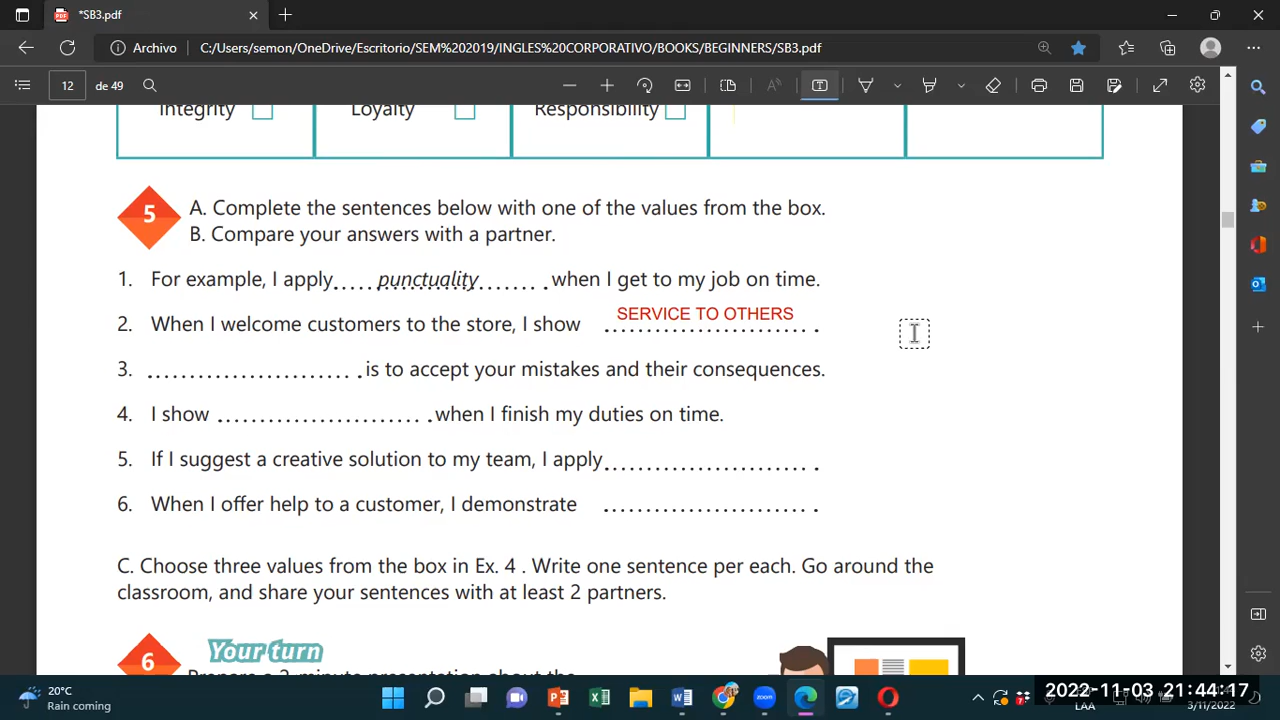 *SB3.pdf
Archivo C:/Users/semon/OneDrive/Escritorio/SEM%202019/INGLES%20CORPORATIVO/BOOKS/BEGINNERS/SB3.pdf
12 de 49
Integrity Loyalty Responsibility
5
A. Complete the sentences below with one of the values from the box.
B. Compare your answers with a partner.
1. For example, I apply.....punctuality....... .when I get to my job on time.
SERVICE TO OTHERS
2. When I welcome customers to the store, I show ........................ .
3. ........................ .is to accept your mistakes and their consequences.
4. I show ........................ .when I finish my duties on time.
5. If I suggest a creative solution to my team, I apply........................ .
6. When I offer help to a customer, I demonstrate ........................ .
C. Choose three values from the box in Ex. 4 . Write one sentence per each. Go around the
classroom, and share your sentences with at least 2 partners.
6 Your turn
20°C
Rain coming
zoom
2022-11-03 21:44:17
LAA 3/11/2022